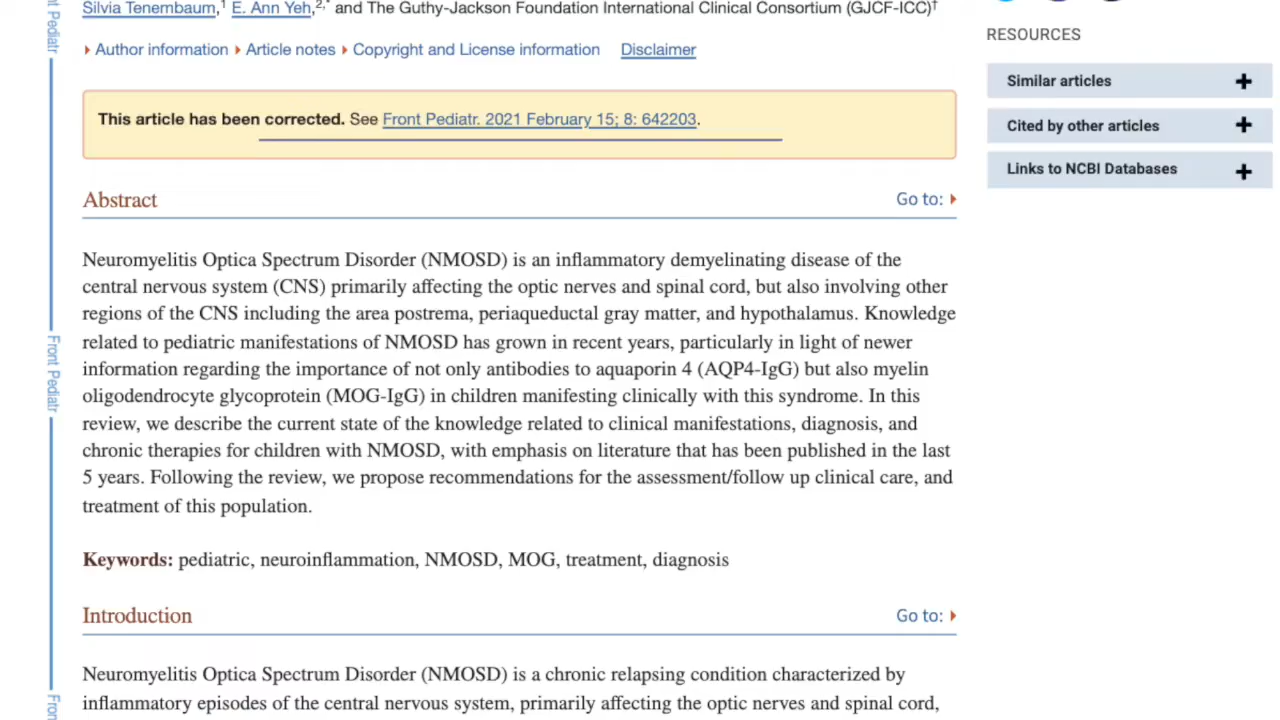 Silvia Tenembaum,1 E. Ann Yeh,2,* and The Guthy-Jackson Foundation International Clinical Consortium (GJCF-ICC)†
Author information Article notes Copyright and License information Disclaimer
This article has been corrected. See Front Pediatr. 2021 February 15; 8: 642203.
Abstract
Go to:
Neuromyelitis Optica Spectrum Disorder (NMOSD) is an inflammatory demyelinating disease of the
central nervous system (CNS) primarily affecting the optic nerves and spinal cord, but also involving other
regions of the CNS including the area postrema, periaqueductal gray matter, and hypothalamus. Knowledge
related to pediatric manifestations of NMOSD has grown in recent years, particularly in light of newer
information regarding the importance of not only antibodies to aquaporin 4 (AQP4-IgG) but also myelin
oligodendrocyte glycoprotein (MOG-IgG) in children manifesting clinically with this syndrome. In this
review, we describe the current state of the knowledge related to clinical manifestations, diagnosis, and
chronic therapies for children with NMOSD, with emphasis on literature that has been published in the last
5 years. Following the review, we propose recommendations for the assessment/follow up clinical care, and
treatment of this population.
Keywords: pediatric, neuroinflammation, NMOSD, MOG, treatment, diagnosis
Introduction
Go to:
Neuromyelitis Optica Spectrum Disorder (NMOSD) is a chronic relapsing condition characterized by
inflammatory episodes of the central nervous system, primarily affecting the optic nerves and spinal cord,
RESOURCES
Similar articles
Cited by other articles
Links to NCBI Databases
Pediatr
Front Pediatr
Fron